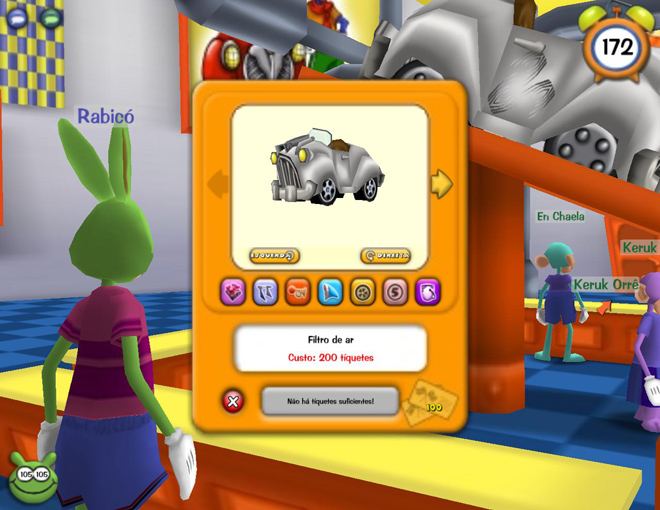 172
Rabicó
En Chaela
Keruk
Keruk Orrê
ESQUERDA
DIREITA
Filtro de ar
Custo: 200 tíquetes
Não há tíquetes suficientes!
100
105 105